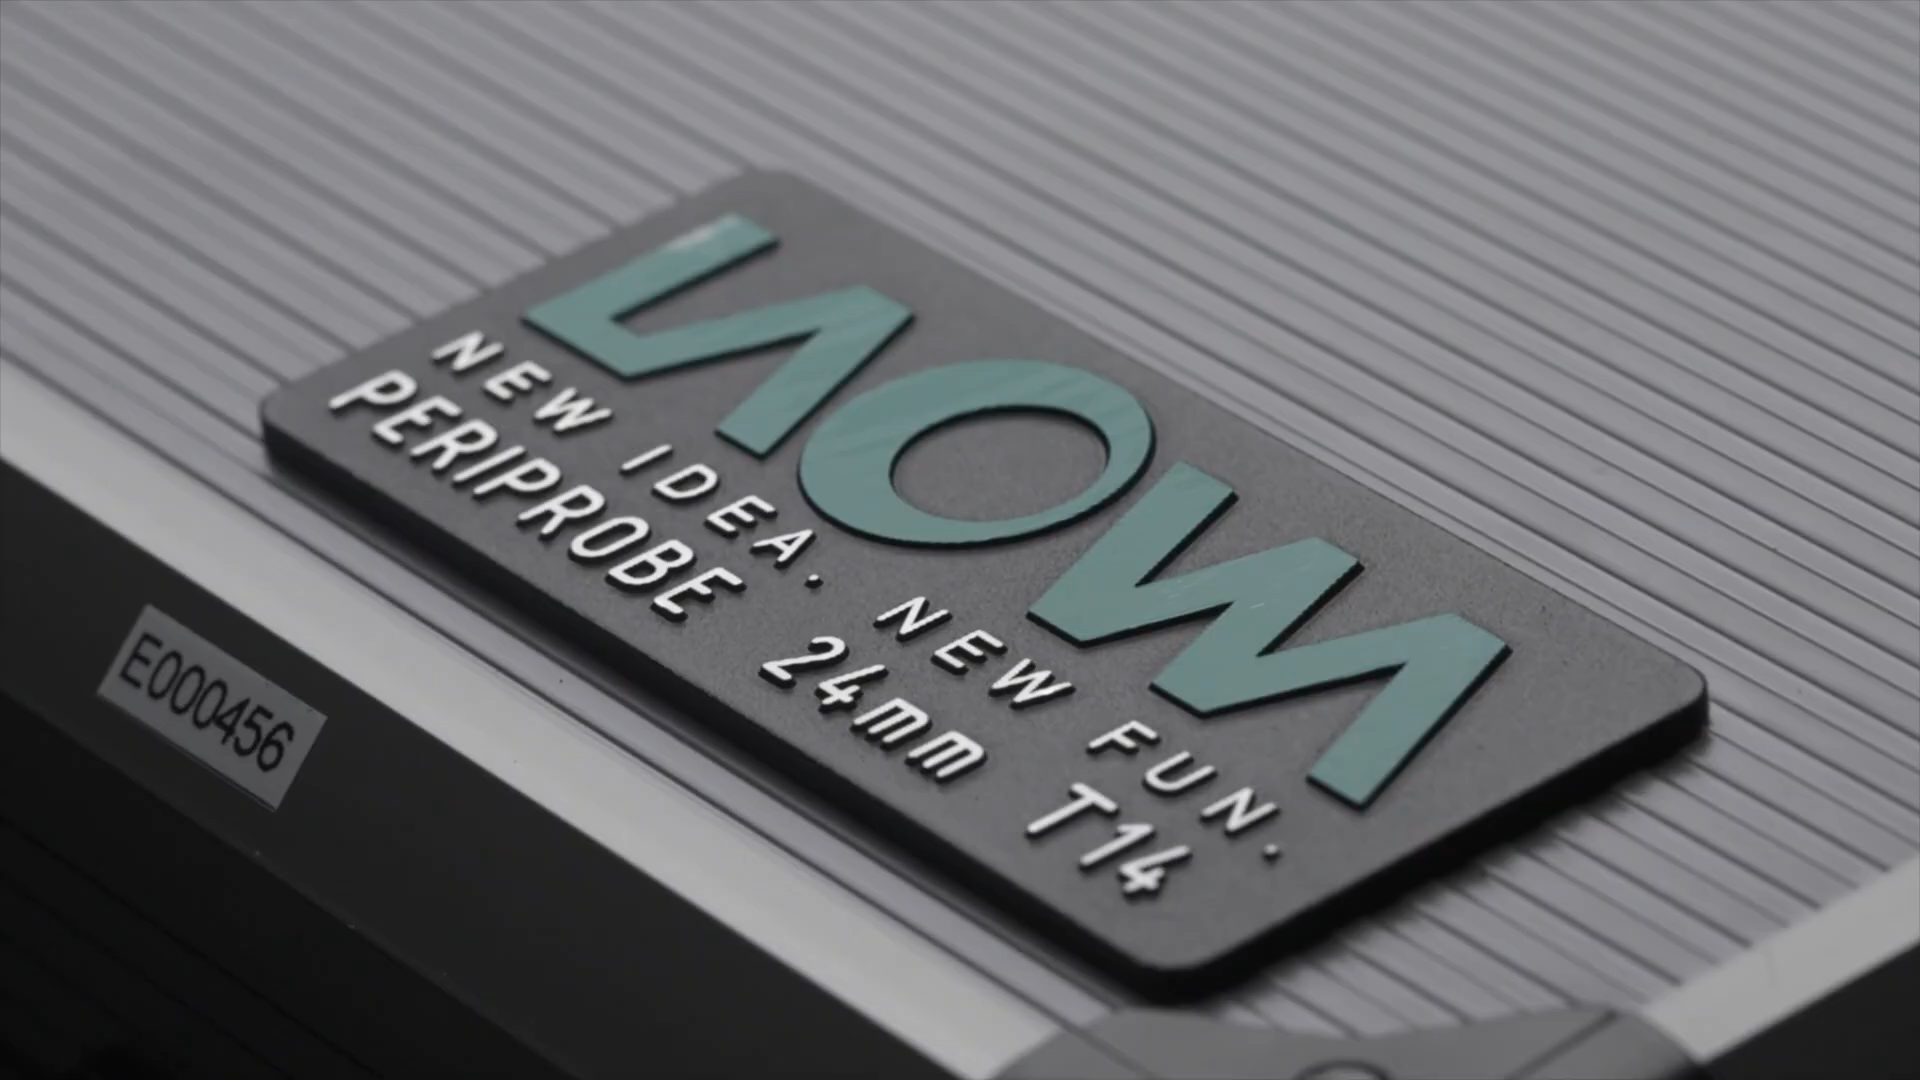 LAOWA
NEW IDEA. NEW FUN.
PERIPROBE 24mm T14
E000456